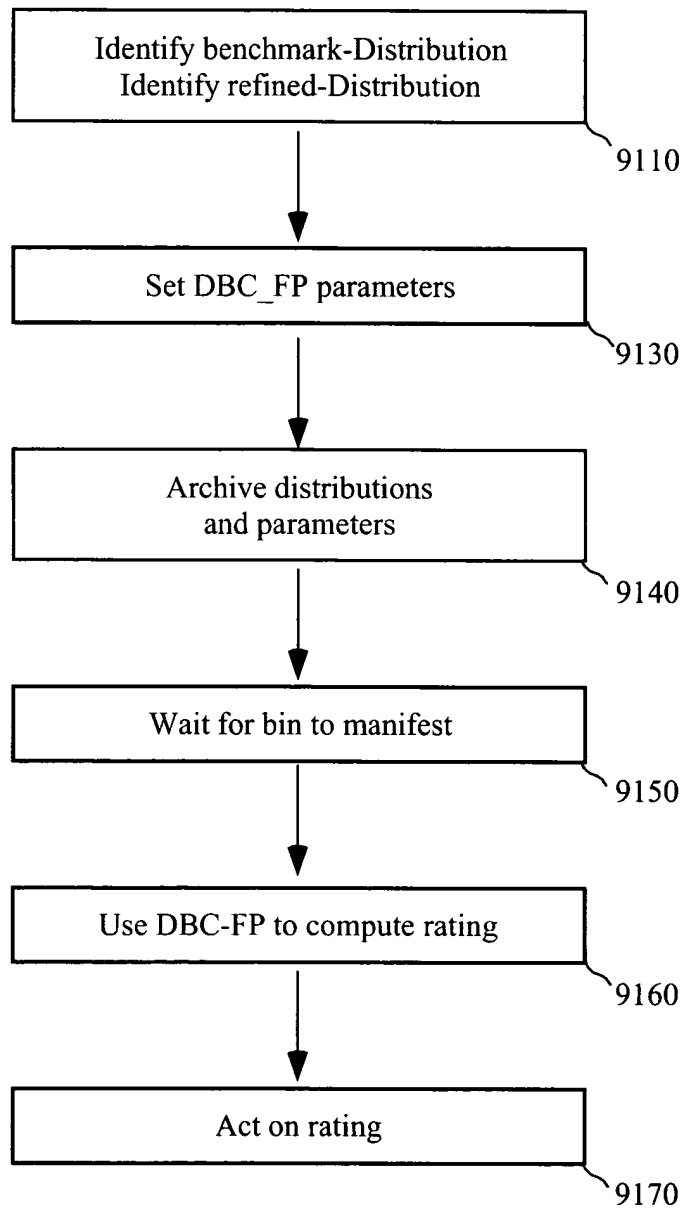 Identify benchmark-Distribution
Identify refined-Distribution
9110
Set DBC_FP parameters
9130
Archive distributions
and parameters
9140
Wait for bin to manifest
9150
Use DBC-FP to compute rating
9160
Act on rating
9170